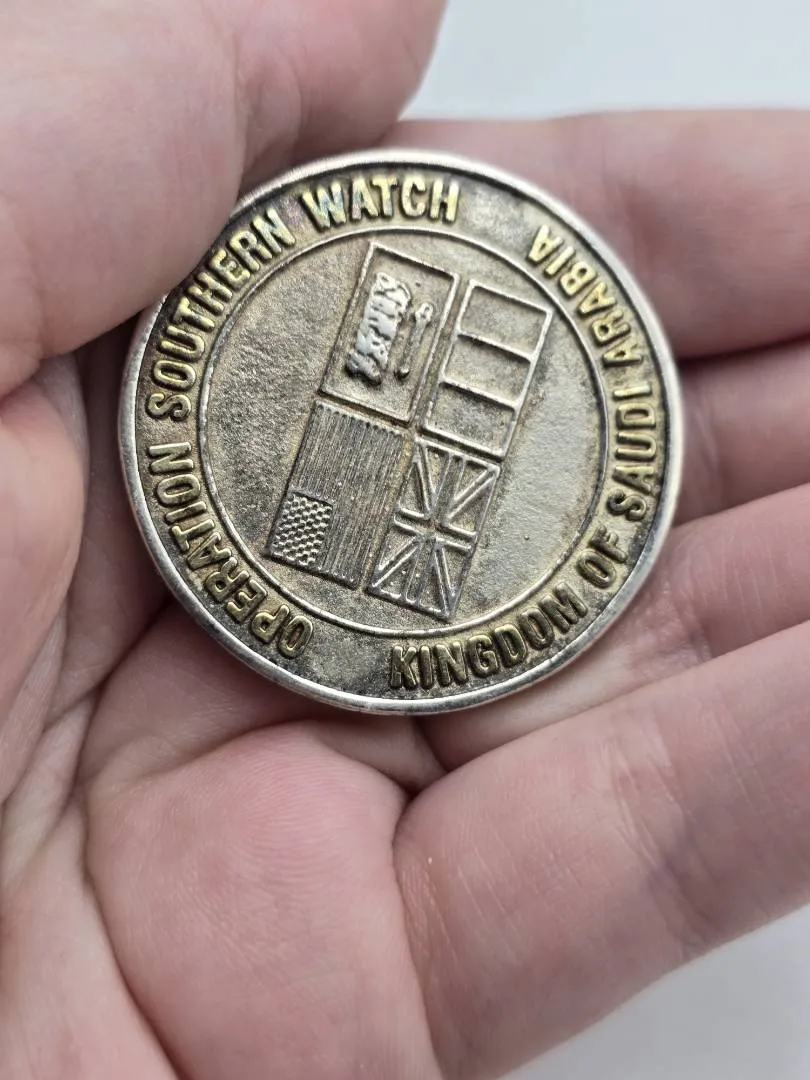 OPERATION SOUTHERN WATCH
KINGDOM OF SAUDI ARABIA